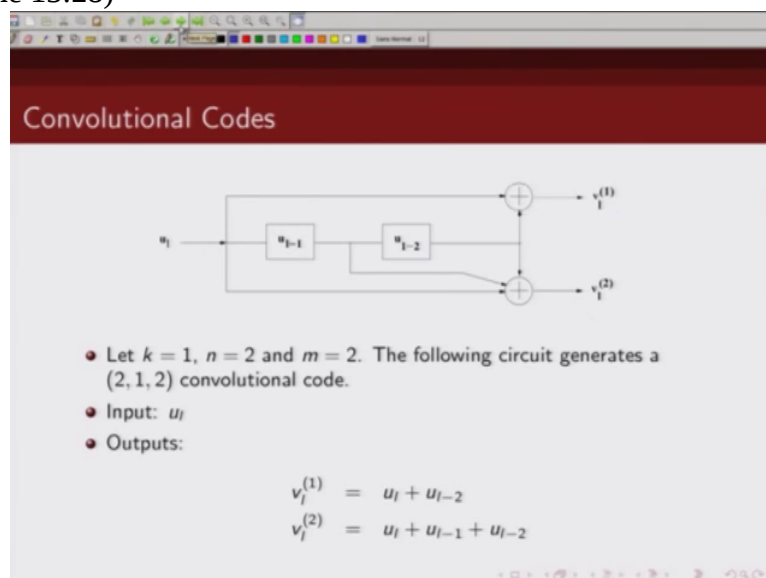 Convolutional Codes
u_l
u_{l-1}
u_{l-2}
v_l^{(1)}
v_l^{(2)}
• Let k = 1, n = 2 and m = 2. The following circuit generates a
(2, 1, 2) convolutional code.
• Input: u_l
• Outputs:
v_l^{(1)} = u_l + u_{l-2}
v_l^{(2)} = u_l + u_{l-1} + u_{l-2}